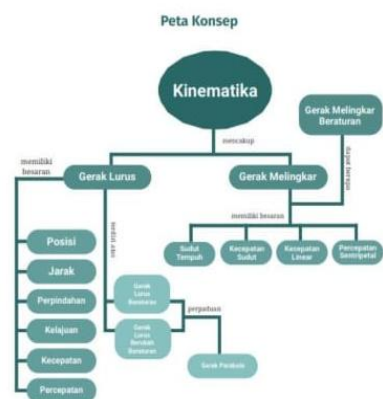 Peta Konsep
Kinematika
Gerak Melingkar
Beraturan
mencakup
dapat berupa
memiliki
besaran
Gerak Lurus
Gerak Melingkar
memiliki besaran
Sudut
Tempuh
Kecepatan
Sudut
Kecepatan
Linear
Percepatan
Sentripetal
Posisi
Jarak
Perpindahan
Kelajuan
Kecepatan
Percepatan
Gerak
Lurus
Beraturan
Gerak
Lurus
Berubah
Beraturan
perpaduan
Gerak Parabola